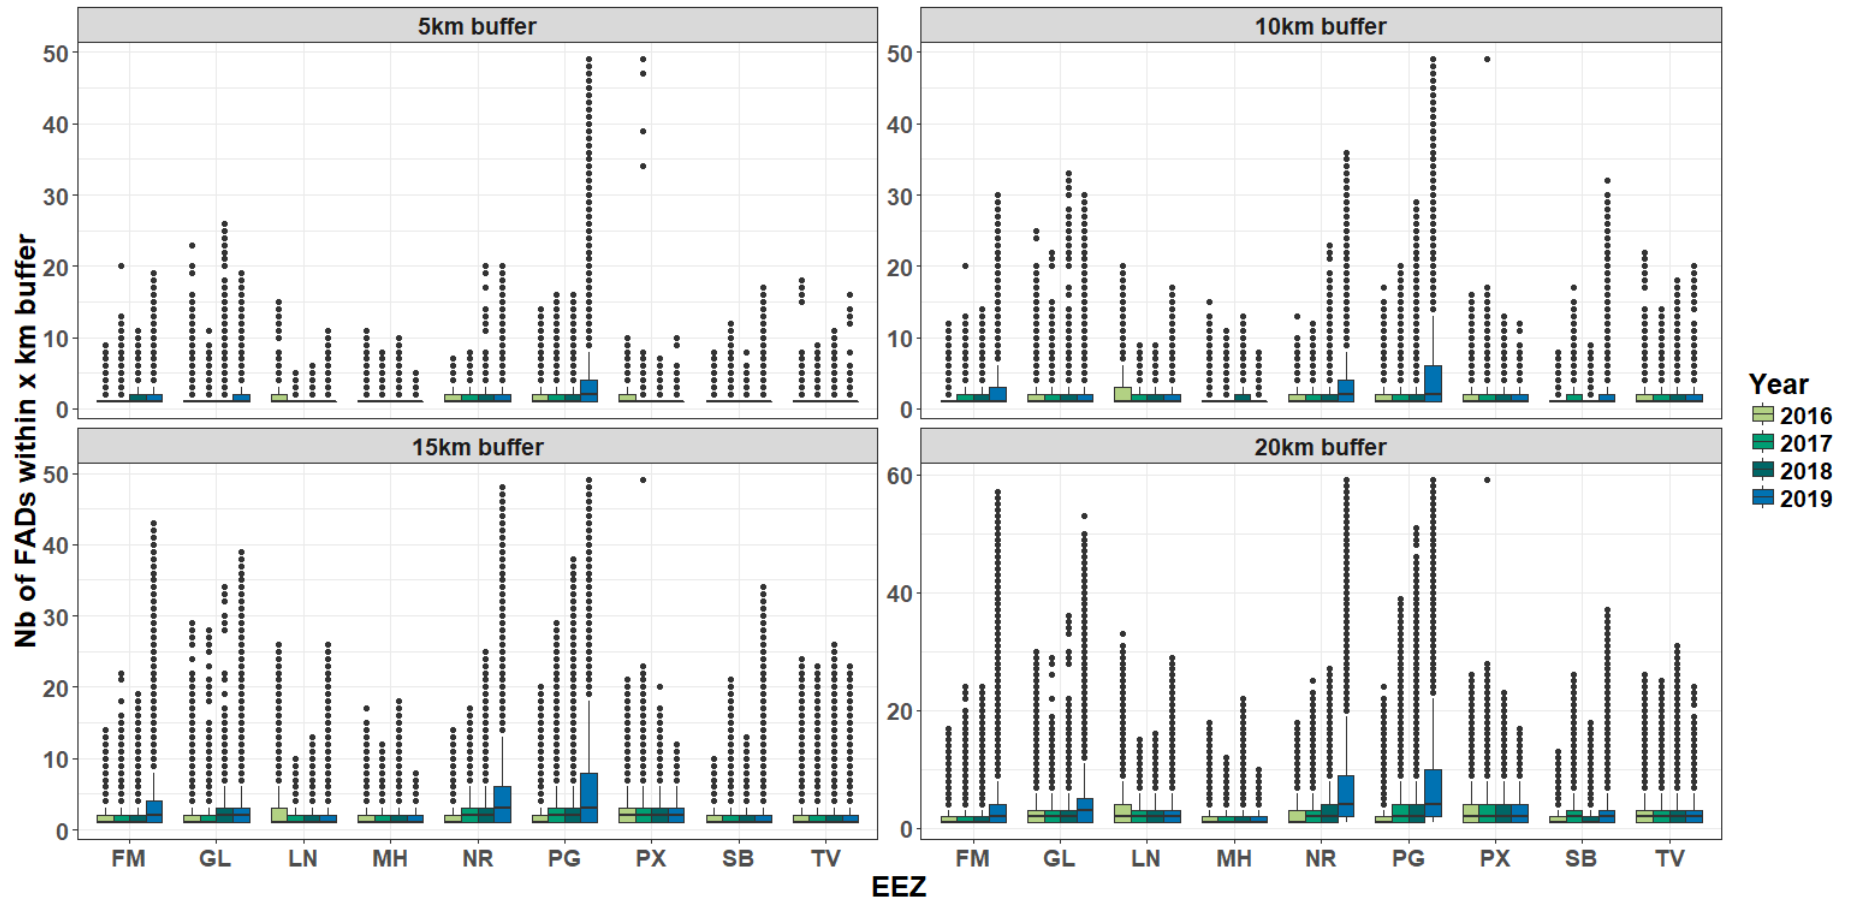 5km buffer
10km buffer
50
40
30
20
10
0
50
40
30
20
10
0
15km buffer
20km buffer
50
40
30
20
10
0
60
40
20
0
FM GL LN MH NR PG PX SB TV
FM GL LN MH NR PG PX SB TV
EEZ
Nb of FADs within x km buffer
Year
2016
2017
2018
2019